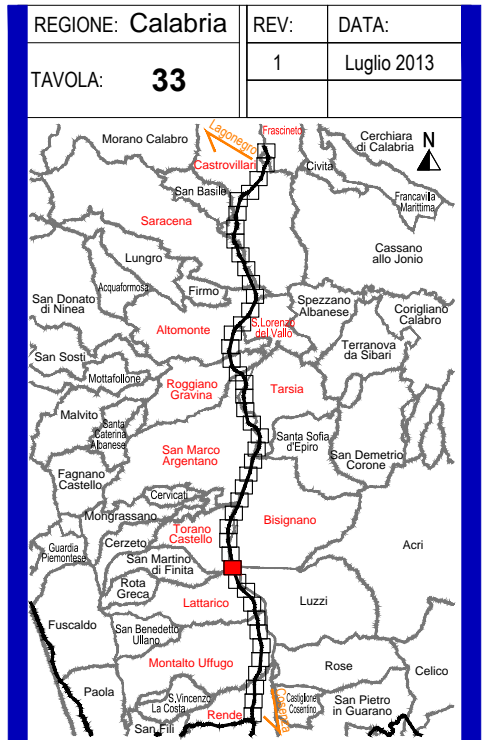 REGIONE: Calabria
REV:
DATA:
TAVOLA: 33
1
Luglio 2013
Lagonegro
Frascineto
Morano Calabro
Cerchiara
di Calabria
N
Castrovillari
Civita
San Basile
Francavilla
Marittima
Saracena
Lungro
Cassano
allo Jonio
Acquaformosa
Firmo
San Donato
di Ninea
Spezzano
Albanese
Corigliano
Calabro
Altomonte
S.Lorenzo
del Vallo
Terranova
da Sibari
San Sosti
Mottafollone
Roggiano
Gravina
Tarsia
Malvito
Santa
Caterina
Albanese
Santa Sofia
d'Epiro
San Marco
Argentano
San Demetrio
Corone
Fagnano
Castello
Cervicati
Mongrassano
Bisignano
Torano
Castello
Cerzeto
Guardia
Piemontese
San Martino
di Finita
Acri
Rota
Greca
Lattarico
Luzzi
Fuscaldo
San Benedetto
Ullano
Montalto Uffugo
Rose
Celico
Paola
S.Vincenzo
La Costa
Cosenza
Castiglione
Cosentino
San Pietro
in Guarano
Rende
San Fili